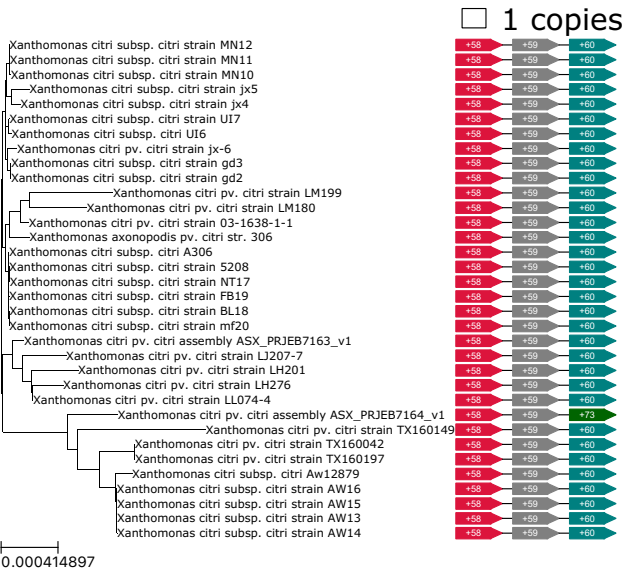 1 copies
Xanthomonas citri subsp. citri strain MN12 +58 +59 +60
Xanthomonas citri subsp. citri strain MN11 +58 +59 +60
Xanthomonas citri subsp. citri strain MN10 +58 +59 +60
Xanthomonas citri subsp. citri strain jx5 +58 +59 +60
Xanthomonas citri subsp. citri strain jx4 +58 +59 +60
Xanthomonas citri subsp. citri strain UI7 +58 +59 +60
Xanthomonas citri subsp. citri UI6 +58 +59 +60
Xanthomonas citri pv. citri strain jx-6 +58 +59 +60
Xanthomonas citri subsp. citri strain gd3 +58 +59 +60
Xanthomonas citri subsp. citri strain gd2 +58 +59 +60
Xanthomonas citri pv. citri strain LM199 +58 +59 +60
Xanthomonas citri pv. citri strain LM180 +58 +59 +60
Xanthomonas citri pv. citri strain 03-1638-1-1 +58 +59 +60
Xanthomonas axonopodis pv. citri str. 306 +58 +59 +60
Xanthomonas citri subsp. citri A306 +58 +59 +60
Xanthomonas citri subsp. citri strain 5208 +58 +59 +60
Xanthomonas citri subsp. citri strain NT17 +58 +59 +60
Xanthomonas citri subsp. citri strain FB19 +58 +59 +60
Xanthomonas citri subsp. citri strain BL18 +58 +59 +60
Xanthomonas citri subsp. citri strain mf20 +58 +59 +60
Xanthomonas citri pv. citri assembly ASX_PRJEB7163_v1 +58 +59 +60
Xanthomonas citri pv. citri strain LJ207-7 +58 +59 +60
Xanthomonas citri pv. citri strain LH201 +58 +59 +60
Xanthomonas citri pv. citri strain LH276 +58 +59 +60
Xanthomonas citri pv. citri strain LL074-4 +58 +59 +60
Xanthomonas citri pv. citri assembly ASX_PRJEB7164_v1 +58 +59 +73
Xanthomonas citri pv. citri strain TX160149 +58 +59 +60
Xanthomonas citri pv. citri strain TX160042 +58 +59 +60
Xanthomonas citri pv. citri strain TX160197 +58 +59 +60
Xanthomonas citri subsp. citri Aw12879 +58 +59 +60
Xanthomonas citri subsp. citri strain AW16 +58 +59 +60
Xanthomonas citri subsp. citri strain AW15 +58 +59 +60
Xanthomonas citri subsp. citri strain AW13 +58 +59 +60
Xanthomonas citri subsp. citri strain AW14 +58 +59 +60
0.000414897